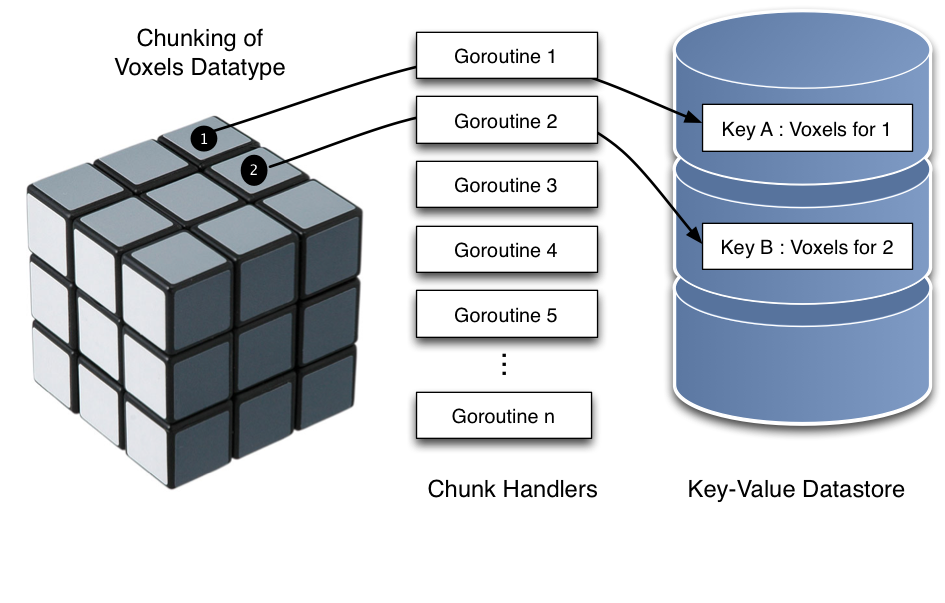 Chunking of
Voxels Datatype
1
2
Goroutine 1
Goroutine 2
Goroutine 3
Goroutine 4
Goroutine 5
⋮
Goroutine n
Chunk Handlers
Key A : Voxels for 1
Key B : Voxels for 2
Key-Value Datastore